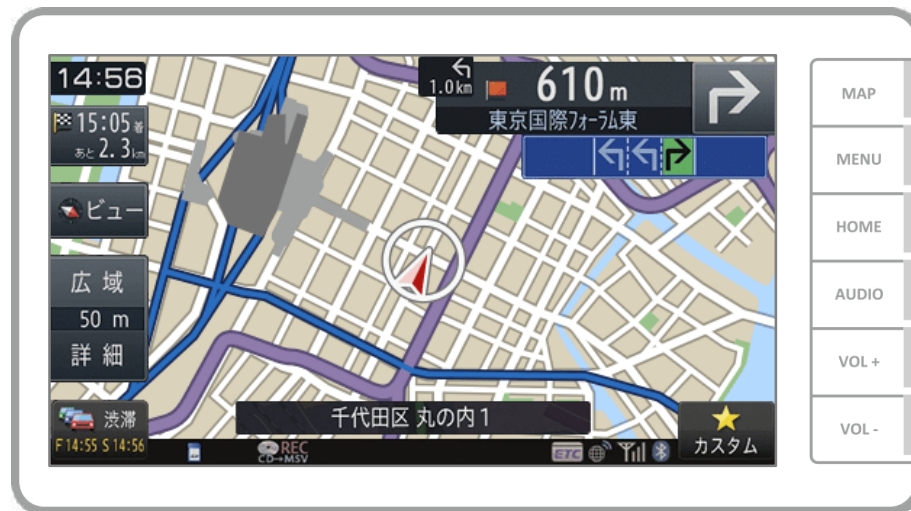 14:56
15:05着
あと2.3km
ビュー
広域
50 m
詳細
渋滞
F14:55 S14:56
1.0km
610m
東京国際フォーラム東
千代田区 丸の内1
REC
CD→MSV
ETC
カスタム
MAP
MENU
HOME
AUDIO
VOL +
VOL -